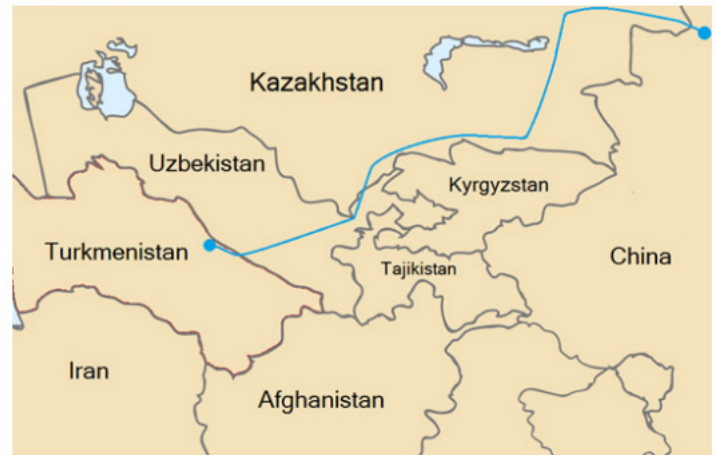 Kazakhstan
Uzbekistan
Kyrgyzstan
Turkmenistan
Tajikistan
China
Iran
Afghanistan